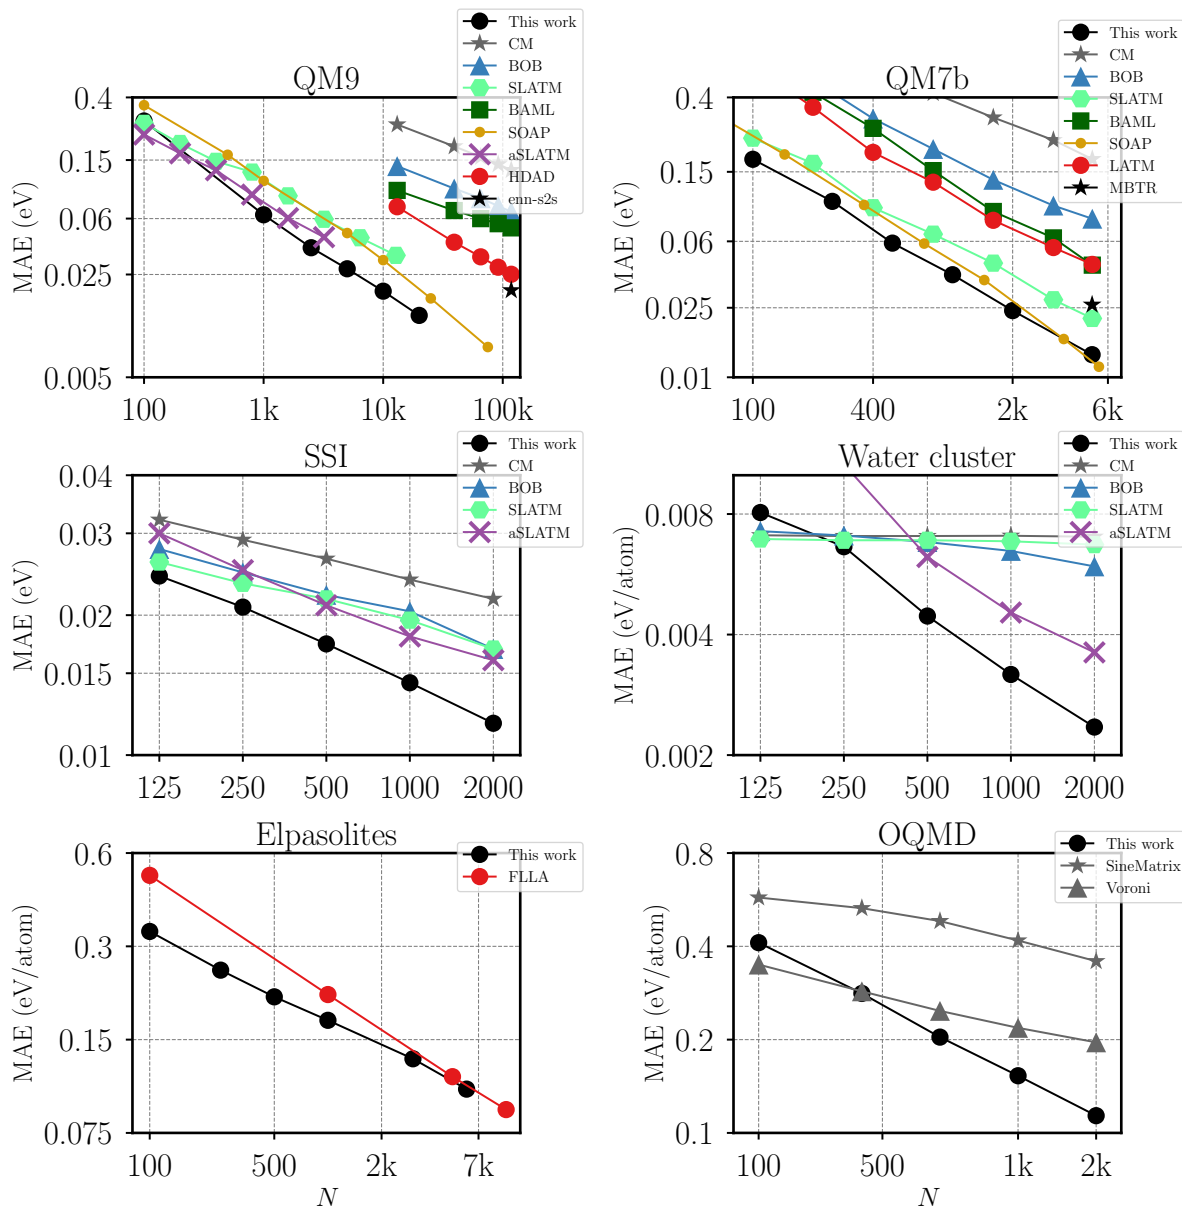 QM9
This work
CM
BOB
SLATM
BAML
SOAP
aSLATM
HDAD
enn-s2s
MAE (eV)
0.4
0.15
0.06
0.025
0.005
100
1k
10k
100k
QM7b
This work
CM
BOB
SLATM
BAML
SOAP
LATM
MBTR
MAE (eV)
0.4
0.15
0.06
0.025
0.01
100
400
2k
6k
SSI
This work
CM
BOB
SLATM
aSLATM
MAE (eV)
0.04
0.03
0.02
0.015
0.01
125
250
500
1000
2000
Water cluster
This work
CM
BOB
SLATM
aSLATM
MAE (eV/atom)
0.008
0.004
0.002
125
250
500
1000
2000
Elpasolites
This work
FLLA
MAE (eV/atom)
0.6
0.3
0.15
0.075
100
500
2k
7k
N
OQMD
This work
SineMatrix
Voroni
MAE (eV/atom)
0.8
0.4
0.2
0.1
100
500
1k
2k
N